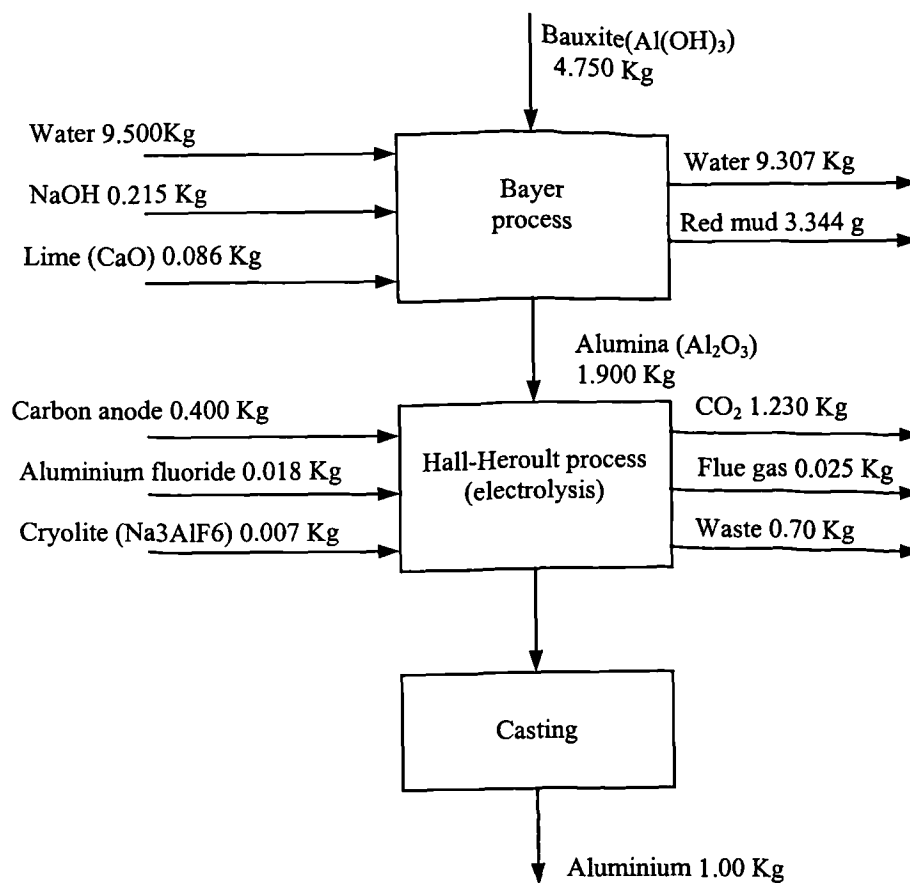 Bauxite(Al(OH)₃)
4.750 Kg
Water 9.500Kg
NaOH 0.215 Kg
Lime (CaO) 0.086 Kg
Bayer
process
Water 9.307 Kg
Red mud 3.344 g
Alumina (Al₂O₃)
1.900 Kg
Carbon anode 0.400 Kg
Aluminium fluoride 0.018 Kg
Cryolite (Na3AlF6) 0.007 Kg
Hall-Heroult process
(electrolysis)
CO₂ 1.230 Kg
Flue gas 0.025 Kg
Waste 0.70 Kg
Casting
Aluminium 1.00 Kg